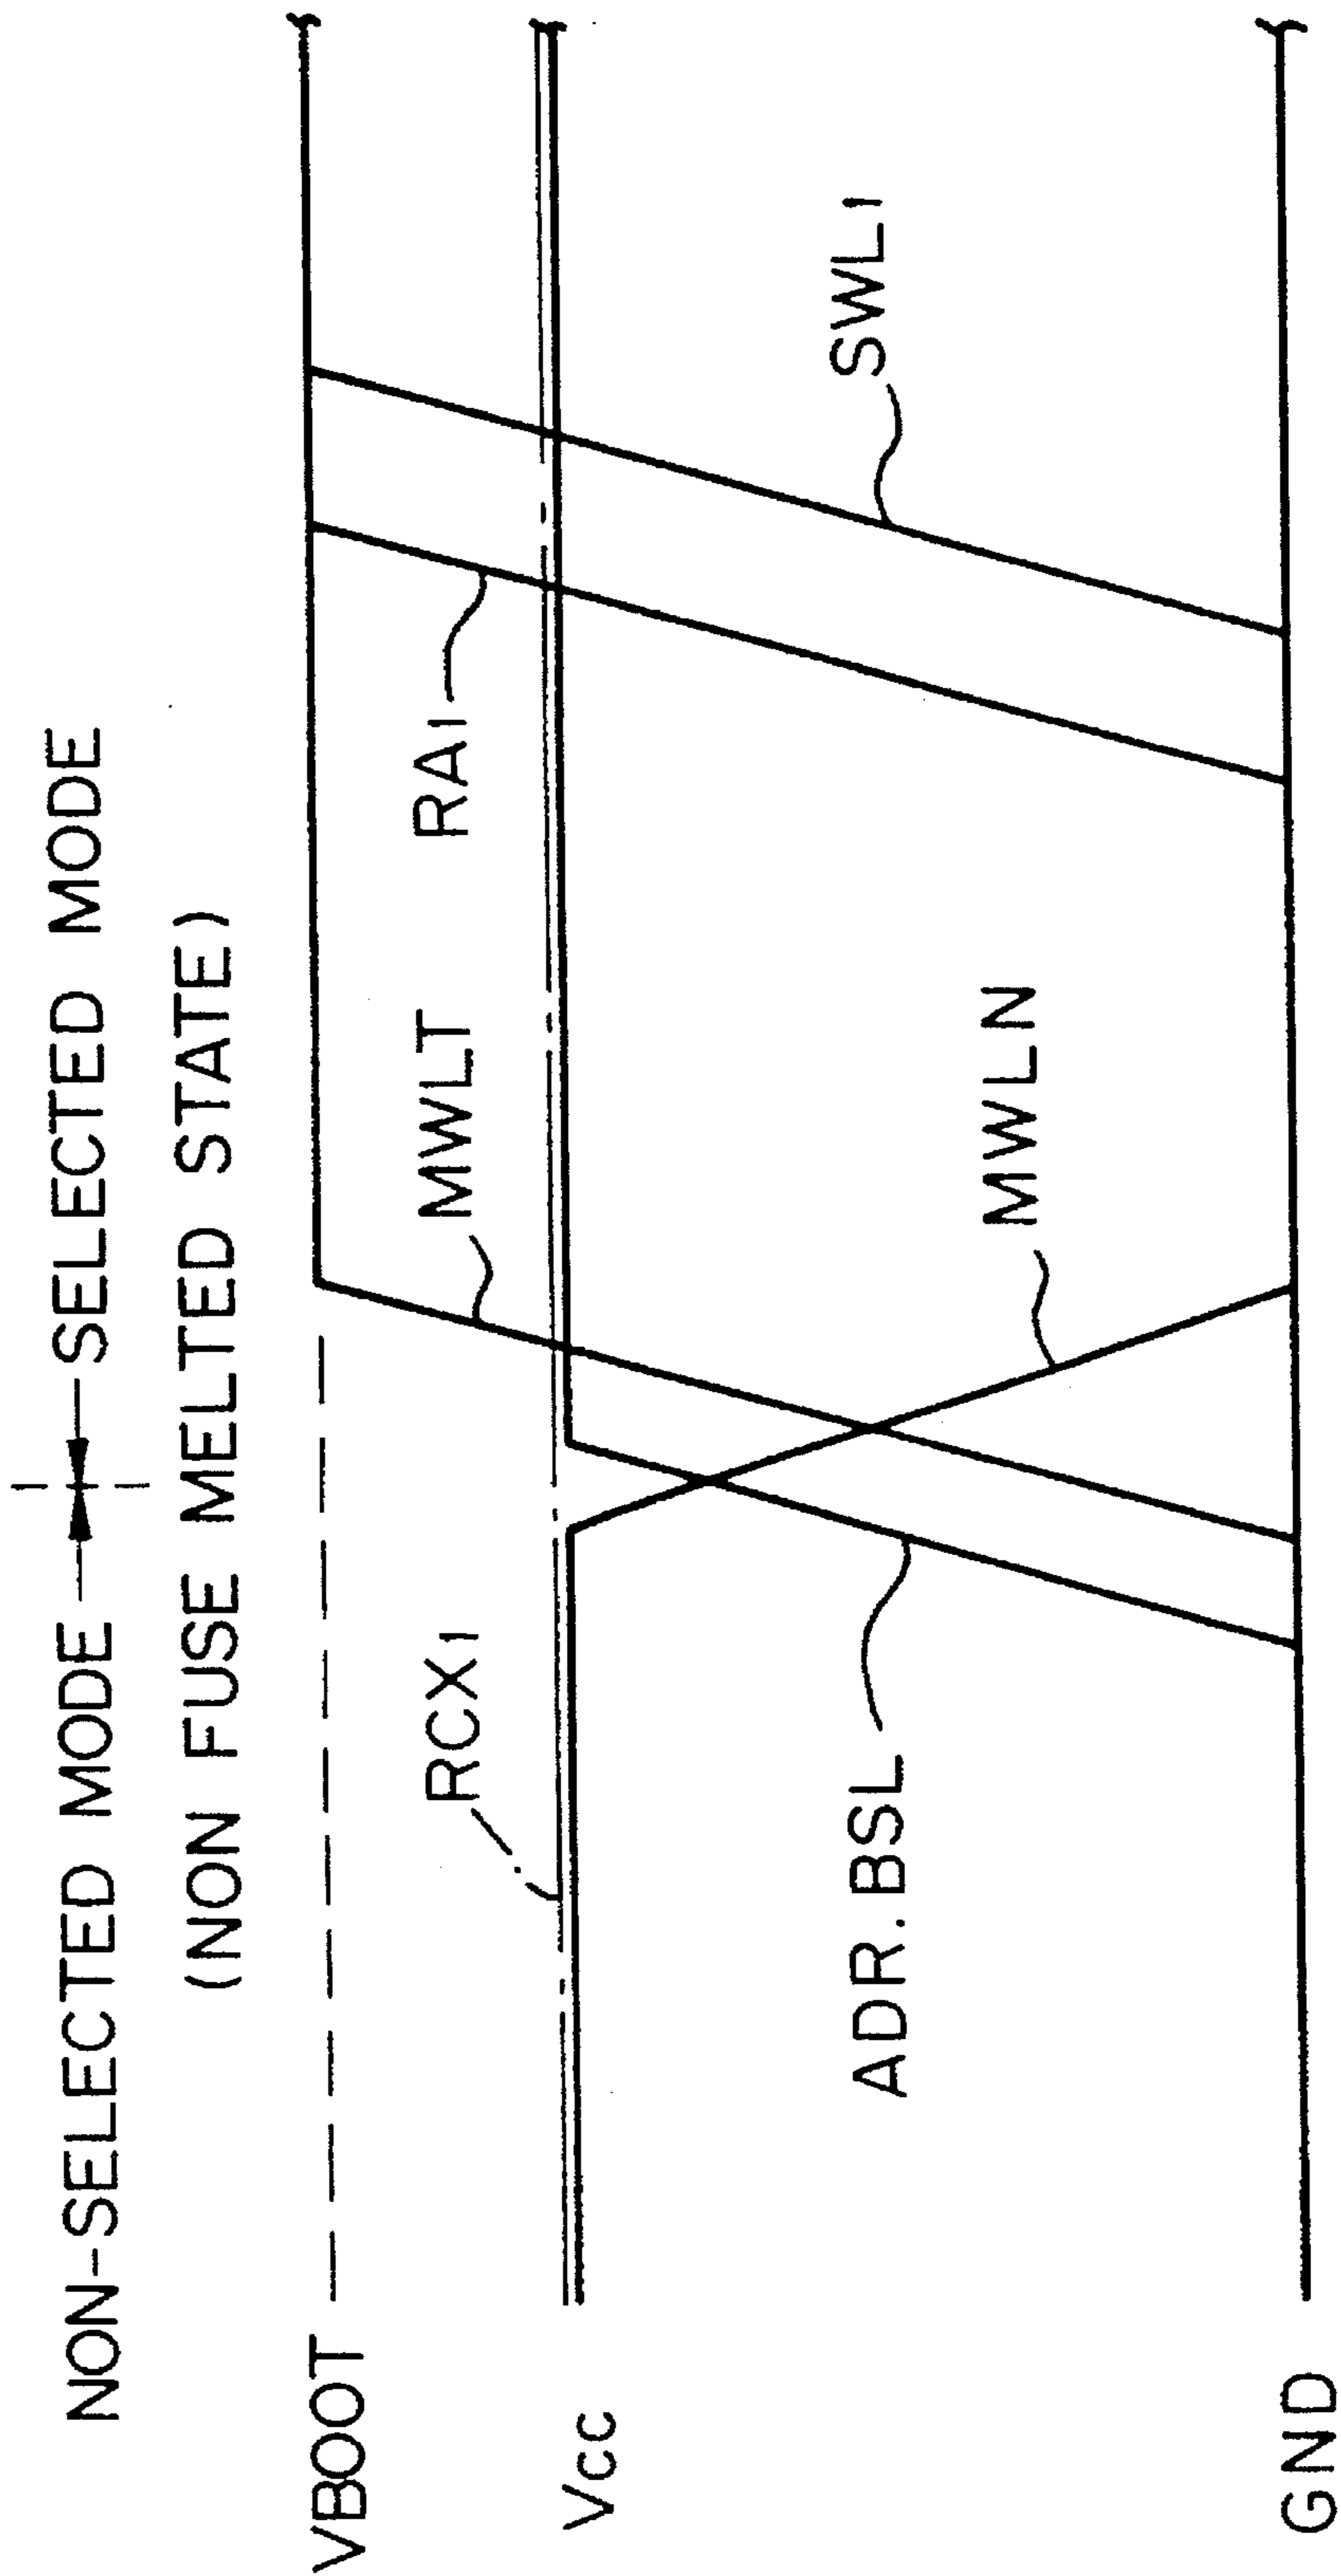 NON-SELECTED MODE SELECTED MODE
(NON FUSE MELTED STATE)
VBOOT
RCX1
MWLT
RA1
Vcc
ADR. BSL
MWLN
SWL1
GND